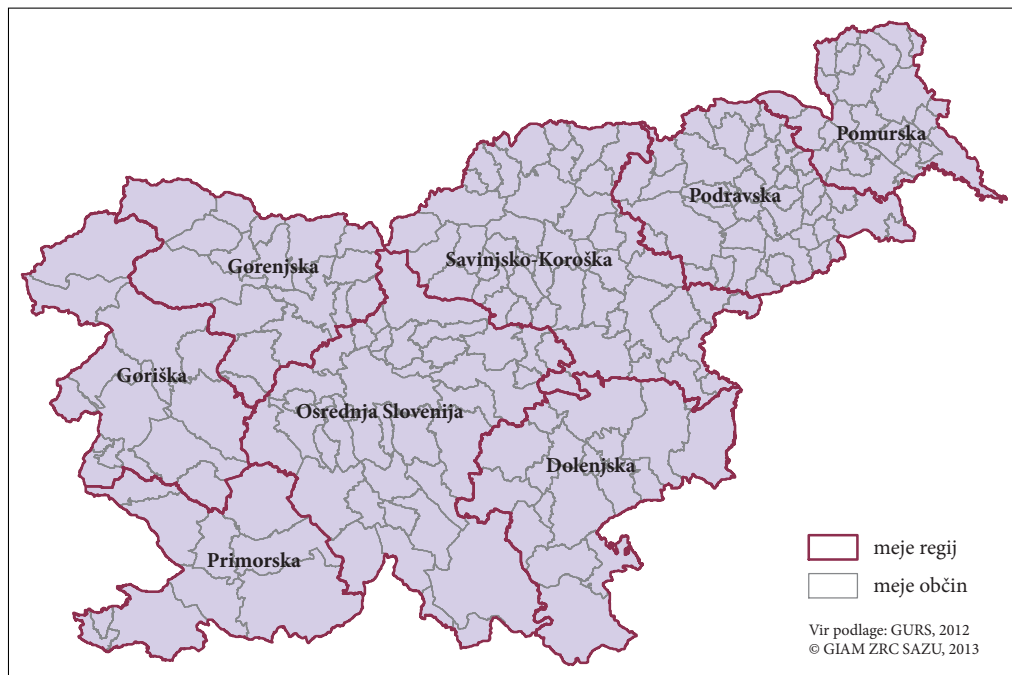 Pomurska
Podravska
Gorenjska
Savinjsko-Koroška
Goriška
Osrednja Slovenija
Dolenjska
Primorska
meje regij
meje občin
Vir podlage: GURS, 2012
© GIAM ZRC SAZU, 2013